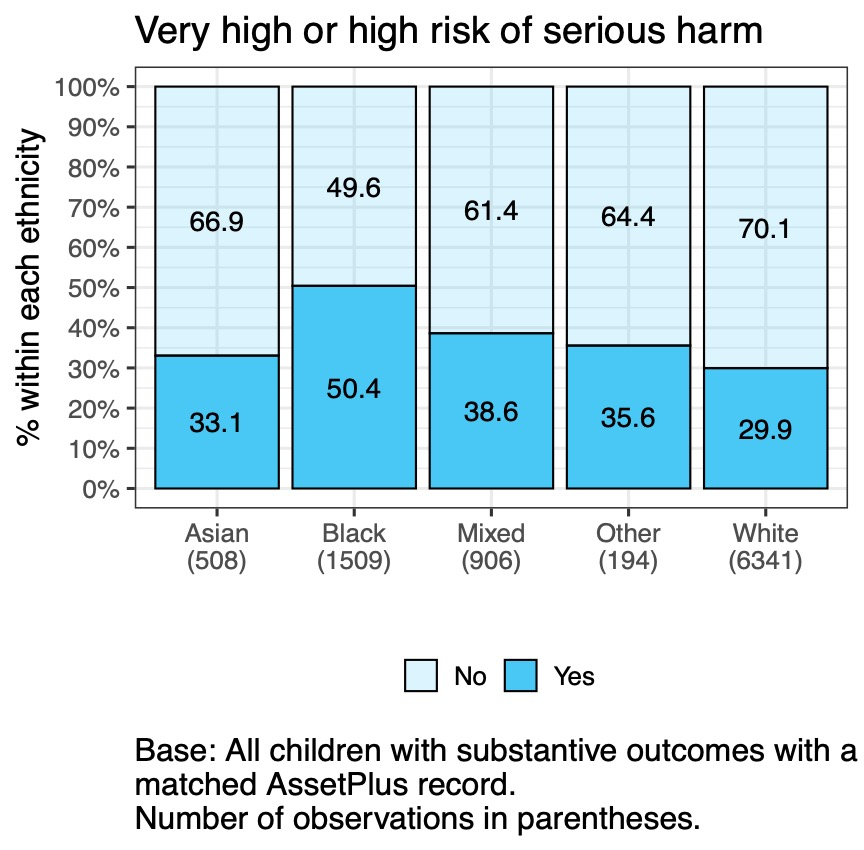 Very high or high risk of serious harm
% within each ethnicity
100%
90%
80%
70%
60%
50%
40%
30%
20%
10%
0%
66.9
49.6
61.4
64.4
70.1
33.1
50.4
38.6
35.6
29.9
Asian
(508)
Black
(1509)
Mixed
(906)
Other
(194)
White
(6341)
No
Yes
Base: All children with substantive outcomes with a
matched AssetPlus record.
Number of observations in parentheses.